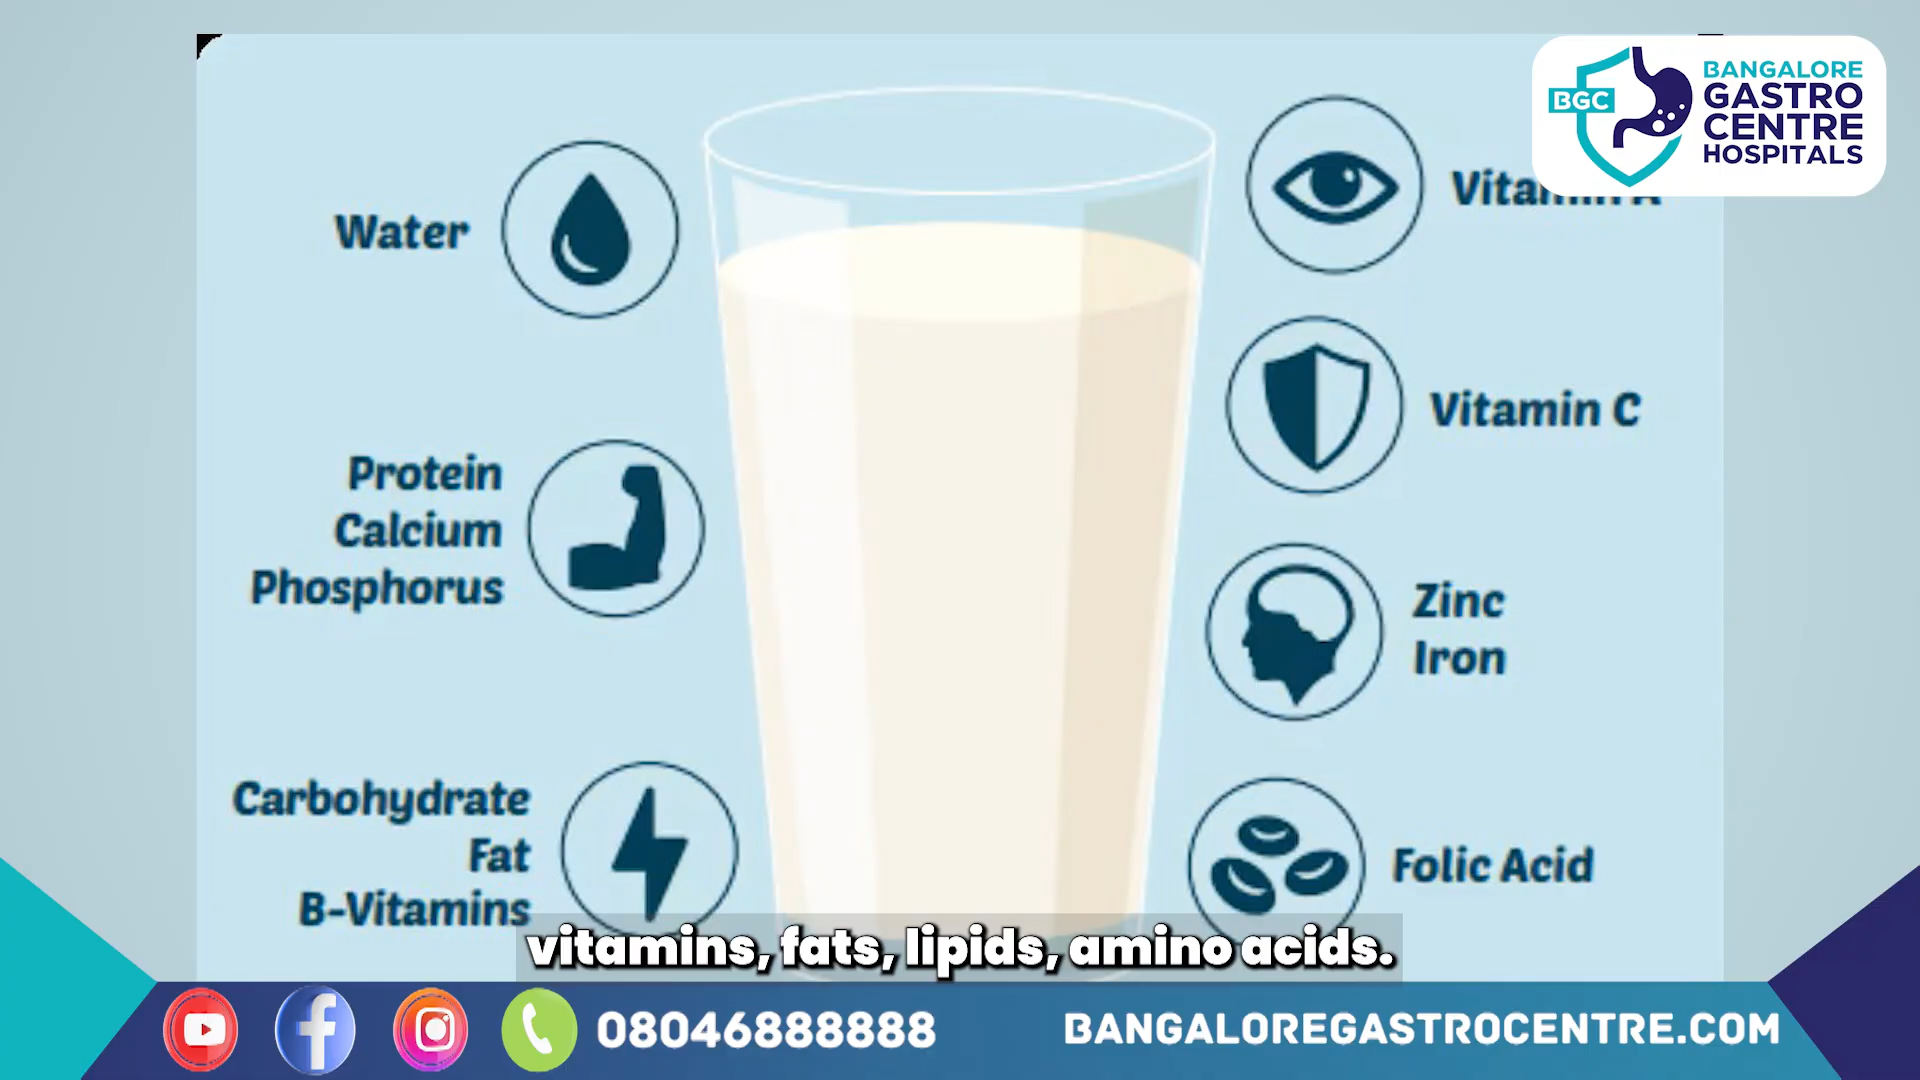 BGC
BANGALORE
GASTRO
CENTRE
HOSPITALS
Water
Protein
Calcium
Phosphorus
Carbohydrate
Fat
B-Vitamins
Vitamin A
Vitamin C
Zinc
Iron
Folic Acid
vitamins, fats, lipids, amino acids.
08046888888
BANGALOREGASTROCENTRE.COM